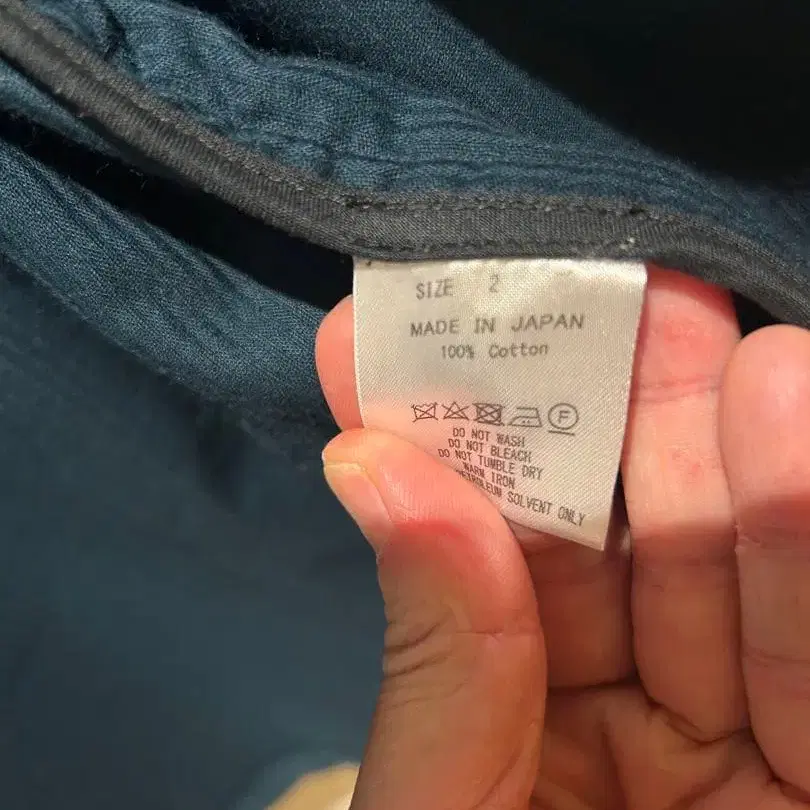 SIZE 2
MADE IN JAPAN
100% Cotton
F
DO NOT WASH
DO NOT BLEACH
DO NOT TUMBLE DRY
WARM IRON
PETROLEUM SOLVENT ONLY